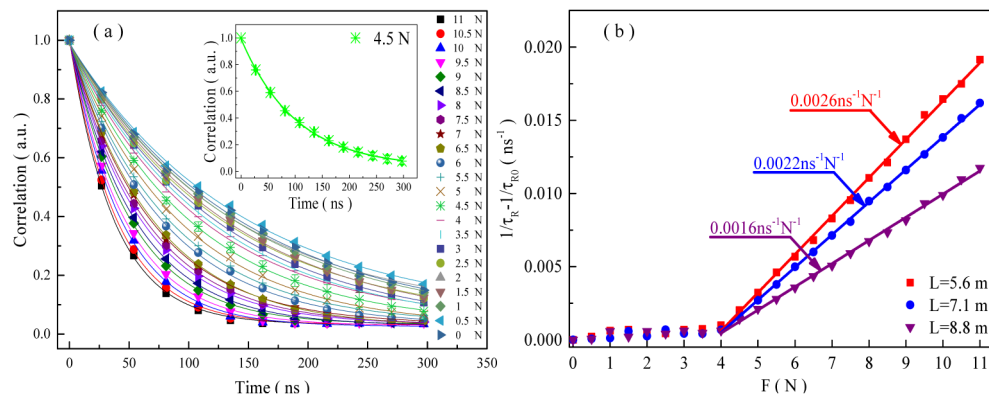 ( a )
Correlation ( a.u. )
1.0
0.8
0.6
0.4
0.2
0.0
0 50 100 150 200 250 300 350
Time ( ns )
Correlation ( a.u. )
1.0
0.8
0.6
0.4
0.2
0.0
0 50 100 150 200 250 300
Time ( ns )
4.5 N
11 N
10.5 N
10 N
9.5 N
9 N
8.5 N
8 N
7.5 N
7 N
6.5 N
6 N
5.5 N
5 N
4.5 N
4 N
3.5 N
3 N
2.5 N
2 N
1.5 N
1 N
0.5 N
0 N
( b )
1/τR-1/τR0 ( ns-1 )
0.020
0.015
0.010
0.005
0.000
0 1 2 3 4 5 6 7 8 9 10 11
F ( N )
0.0026ns-1N-1
0.0022ns-1N-1
0.0016ns-1N-1
L=5.6 m
L=7.1 m
L=8.8 m